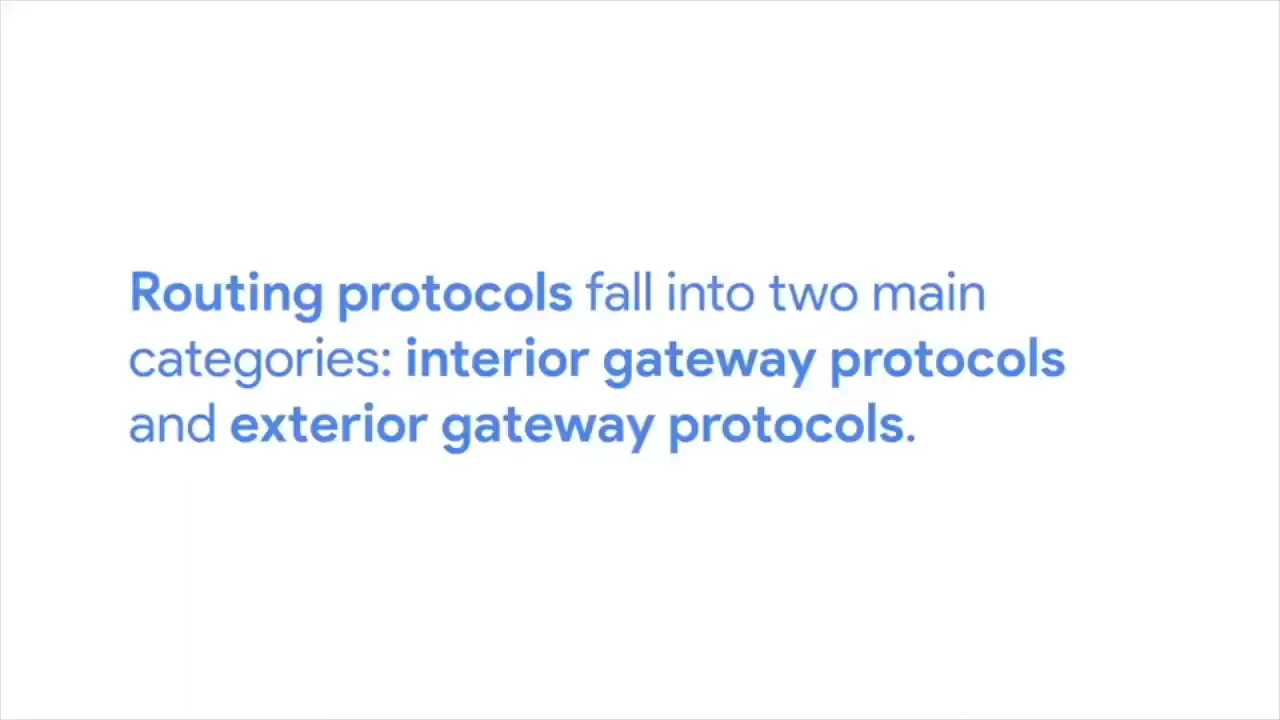 Routing protocols fall into two main
categories: interior gateway protocols
and exterior gateway protocols.